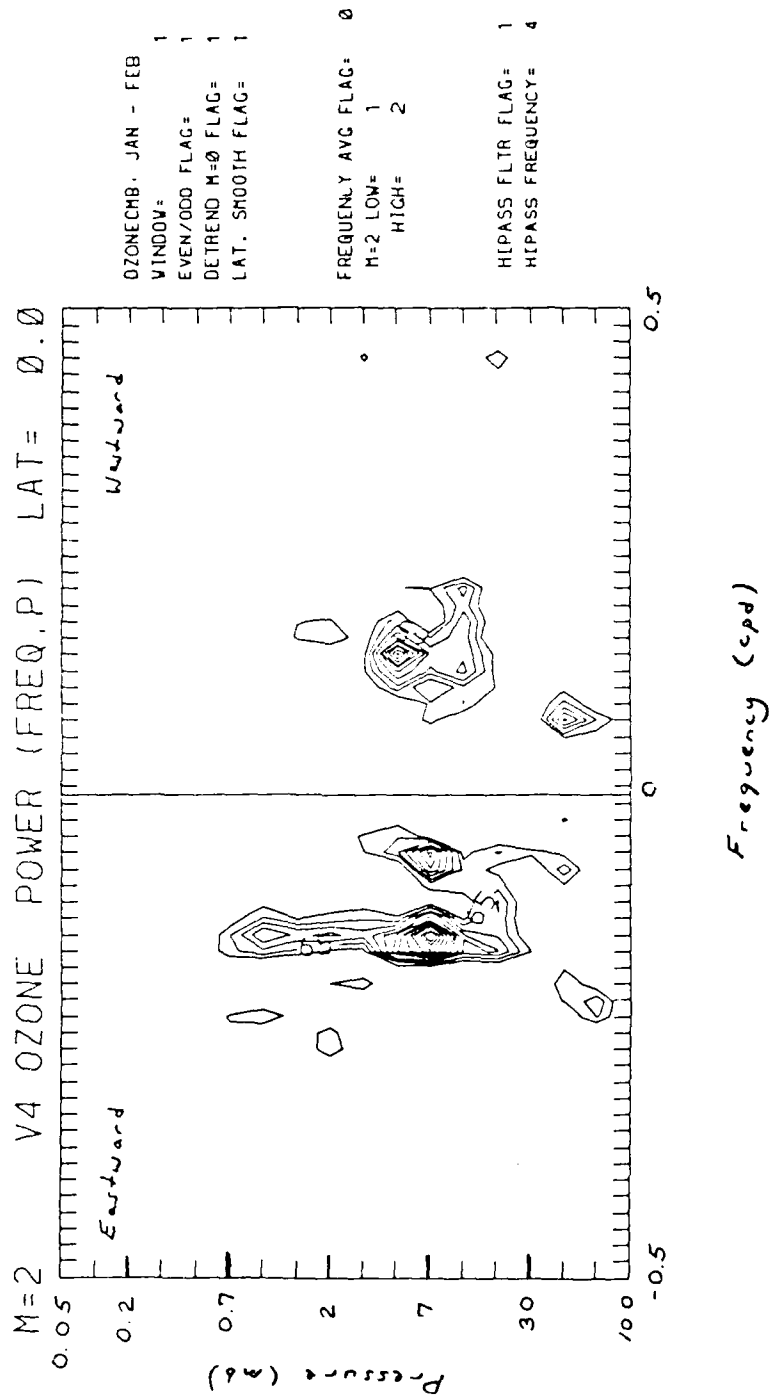 M=2 V4 OZONE POWER (FREQ,P) LAT= 0.0
Eastward
Westward
0.05
0.2
0.7
2
7
30
100
Pressure (mb)
-0.5
0
0.5
Frequency (cpd)
OZONECMB, JAN - FEB
WINDOW= 1
EVEN/ODD FLAG= 1
DETREND M=0 FLAG= 1
LAT. SMOOTH FLAG= 1
FREQUENCY AVG FLAG= 0
M=2 LOW= 1
HIGH= 2
HIPASS FLTR FLAG= 1
HIPASS FREQUENCY= 4